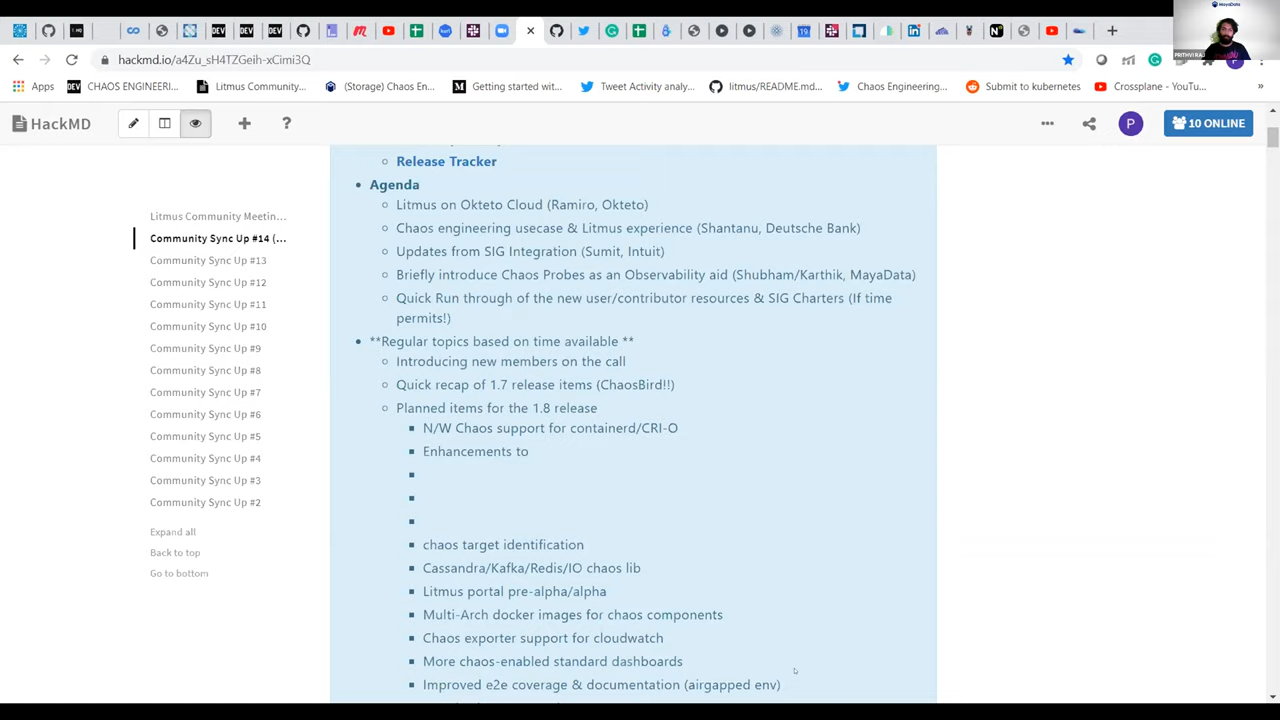 MayaData
PRITHVI RAJ
hackmd.io/a4Zu_sH4TZGeih-xCimi3Q
Apps
CHAOS ENGINEERI...
Litmus Community...
(Storage) Chaos En...
Getting started wit...
Tweet Activity analy...
litmus/README.md...
Chaos Engineering...
Submit to kubernetes
Crossplane - YouTu...
»
HackMD
P
10 ONLINE
Release Tracker
Agenda
Litmus on Okteto Cloud (Ramiro, Okteto)
Chaos engineering usecase & Litmus experience (Shantanu, Deutsche Bank)
Updates from SIG Integration (Sumit, Intuit)
Briefly introduce Chaos Probes as an Observability aid (Shubham/Karthik, MayaData)
Quick Run through of the new user/contributor resources & SIG Charters (If time
permits!)
**Regular topics based on time available **
Introducing new members on the call
Quick recap of 1.7 release items (ChaosBird!!)
Planned items for the 1.8 release
N/W Chaos support for containerd/CRI-O
Enhancements to
chaos target identification
Cassandra/Kafka/Redis/IO chaos lib
Litmus portal pre-alpha/alpha
Multi-Arch docker images for chaos components
Chaos exporter support for cloudwatch
More chaos-enabled standard dashboards
Improved e2e coverage & documentation (airgapped env)
Litmus Community Meetin...
Community Sync Up #14 (...
Community Sync Up #13
Community Sync Up #12
Community Sync Up #11
Community Sync Up #10
Community Sync Up #9
Community Sync Up #8
Community Sync Up #7
Community Sync Up #6
Community Sync Up #5
Community Sync Up #4
Community Sync Up #3
Community Sync Up #2
Expand all
Back to top
Go to bottom